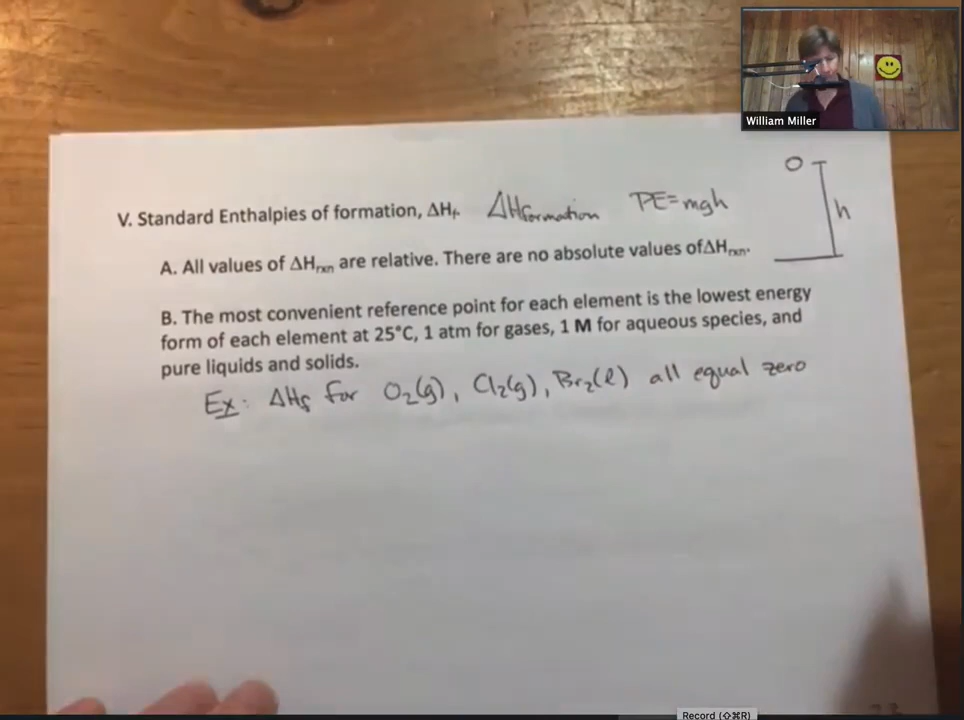 William Miller
O
h
V. Standard Enthalpies of formation, ΔHf. ΔHformation PE=mgh
A. All values of ΔHrxn are relative. There are no absolute values ofΔHrxn.
B. The most convenient reference point for each element is the lowest energy
form of each element at 25°C, 1 atm for gases, 1 M for aqueous species, and
pure liquids and solids.
Ex: ΔHf for O2(g), Cl2(g), Br2(l) all equal zero
Record (⇧⌘R)